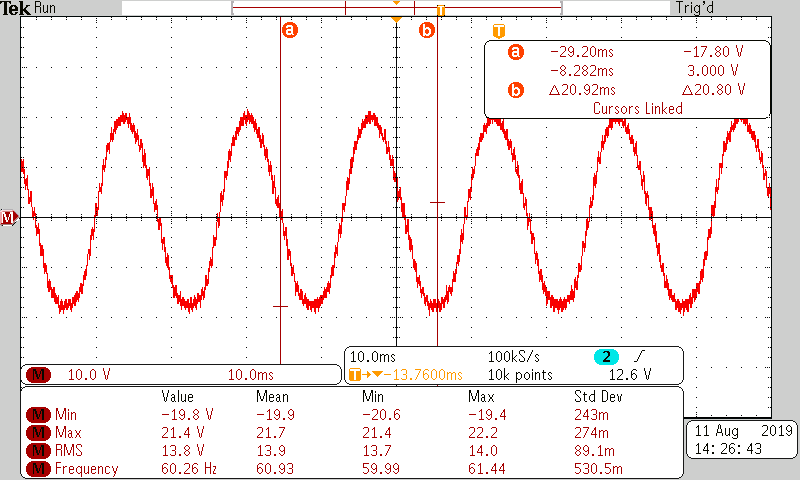 Tek Run Trig'd
T
a b T
a -29.20ms -17.80 V
-8.282ms 3.000 V
b Δ20.92ms Δ20.80 V
Cursors Linked
M
M 10.0 V 10.0ms
10.0ms 100kS/s 2
T→▼-13.7600ms 10k points 12.6 V
Value Mean Min Max Std Dev
M Min -19.8 V -19.9 -20.6 -19.4 243m
M Max 21.4 V 21.7 21.4 22.2 274m
M RMS 13.8 V 13.9 13.7 14.0 89.1m
M Frequency 60.26 Hz 60.93 59.99 61.44 530.5m
11 Aug 2019
14:26:43